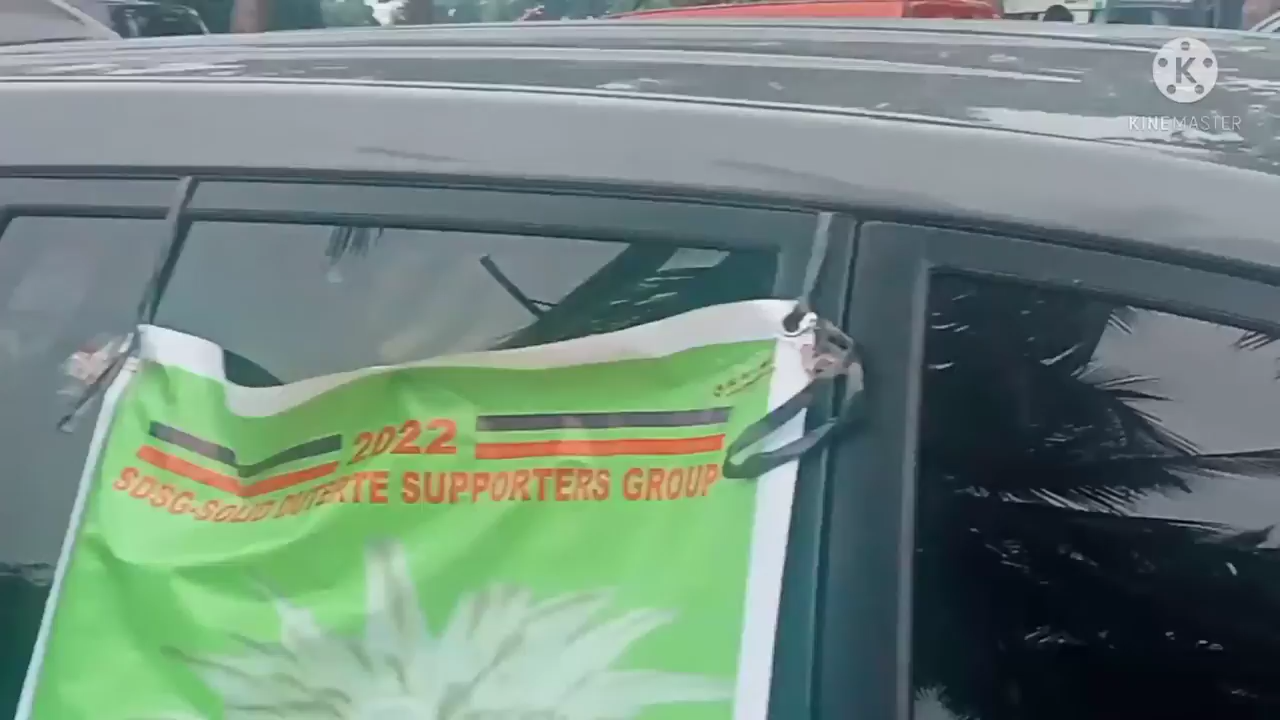 K
KINEMASTER
2022
SDSG-SOLID DUTERTE SUPPORTERS GROUP